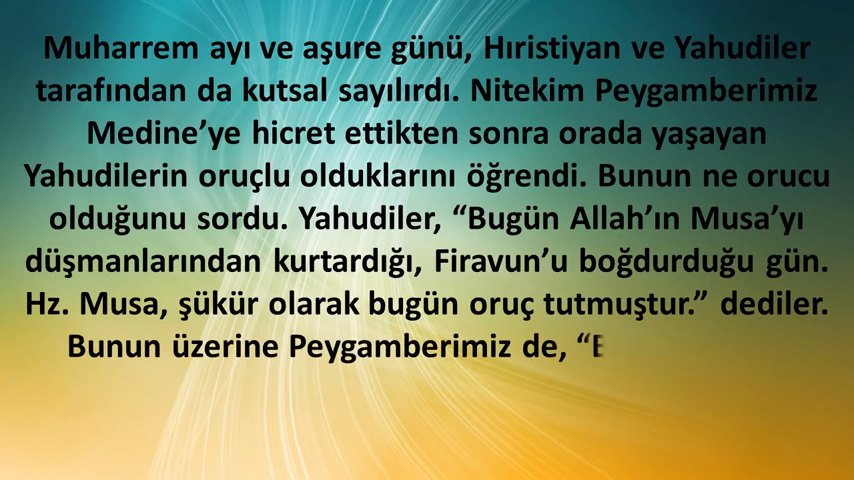 Muharrem ayı ve aşure günü, Hıristiyan ve Yahudiler
tarafından da kutsal sayılırdı. Nitekim Peygamberimiz
Medine’ye hicret ettikten sonra orada yaşayan
Yahudilerin oruçlu olduklarını öğrendi. Bunun ne orucu
olduğunu sordu. Yahudiler, “Bugün Allah’ın Musa’yı
düşmanlarından kurtardığı, Firavun’u boğdurduğu gün.
Hz. Musa, şükür olarak bugün oruç tutmuştur.” dediler.
Bunun üzerine Peygamberimiz de, “